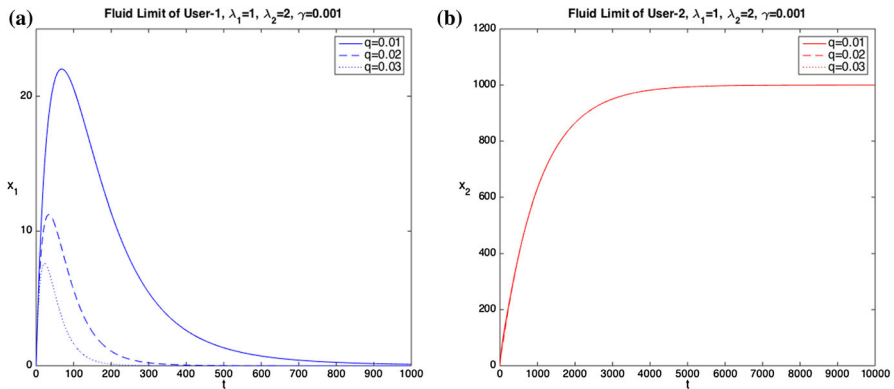 (a)
Fluid Limit of User-1, λ₁=1, λ₂=2, γ=0.001
q=0.01
q=0.02
q=0.03
20
10
0
x₁
0 100 200 300 400 500 600 700 800 900 1000
t
(b)
Fluid Limit of User-2, λ₁=1, λ₂=2, γ=0.001
q=0.01
q=0.02
q=0.03
1200
1000
800
600
400
200
0
x₂
0 1000 2000 3000 4000 5000 6000 7000 8000 9000 10000
t